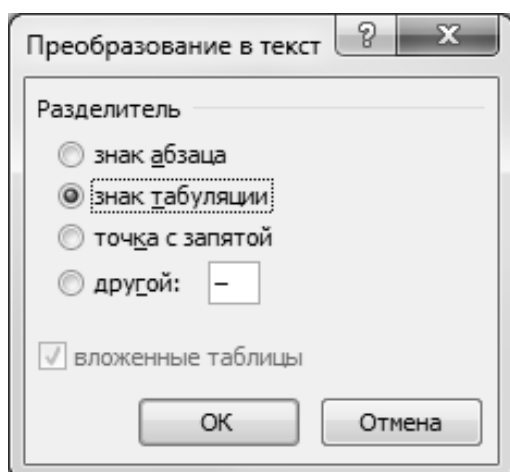 Преобразование в текст ? X
Разделитель
знак абзаца
знак табуляции
точка с запятой
другой: –
вложенные таблицы
ОК Отмена